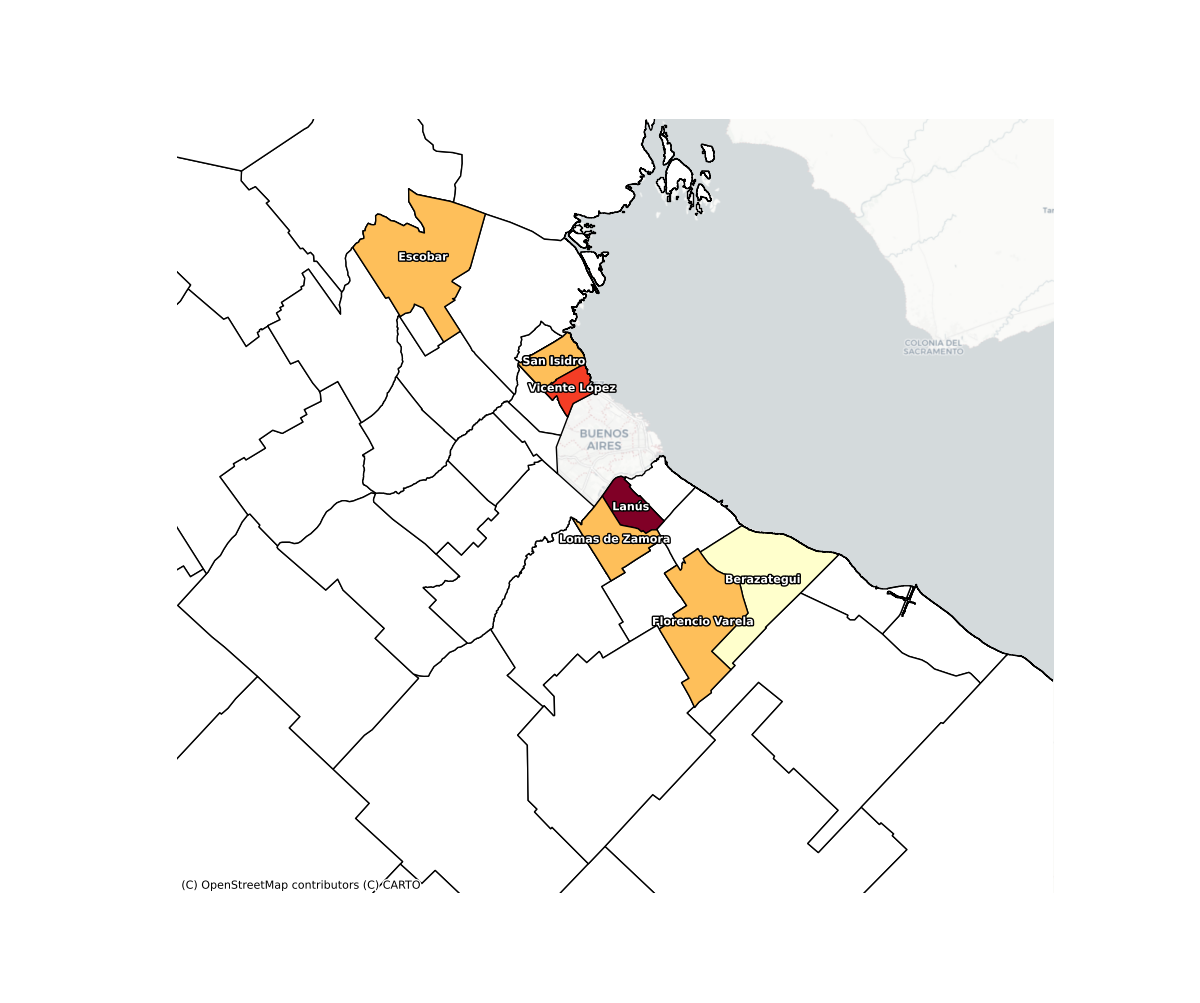 Tar
Escobar
COLONIA DEL
SACRAMENTO
San Isidro
Vicente López
BUENOS
AIRES
Lanús
Lomas de Zamora
Berazategui
Florencio Varela
(C) OpenStreetMap contributors (C) CARTO